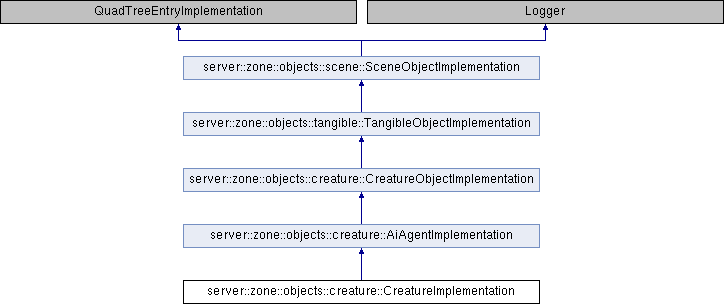 QuadTreeEntryImplementation
Logger
server::zone::objects::scene::SceneObjectImplementation
server::zone::objects::tangible::TangibleObjectImplementation
server::zone::objects::creature::CreatureObjectImplementation
server::zone::objects::creature::AiAgentImplementation
server::zone::objects::creature::CreatureImplementation